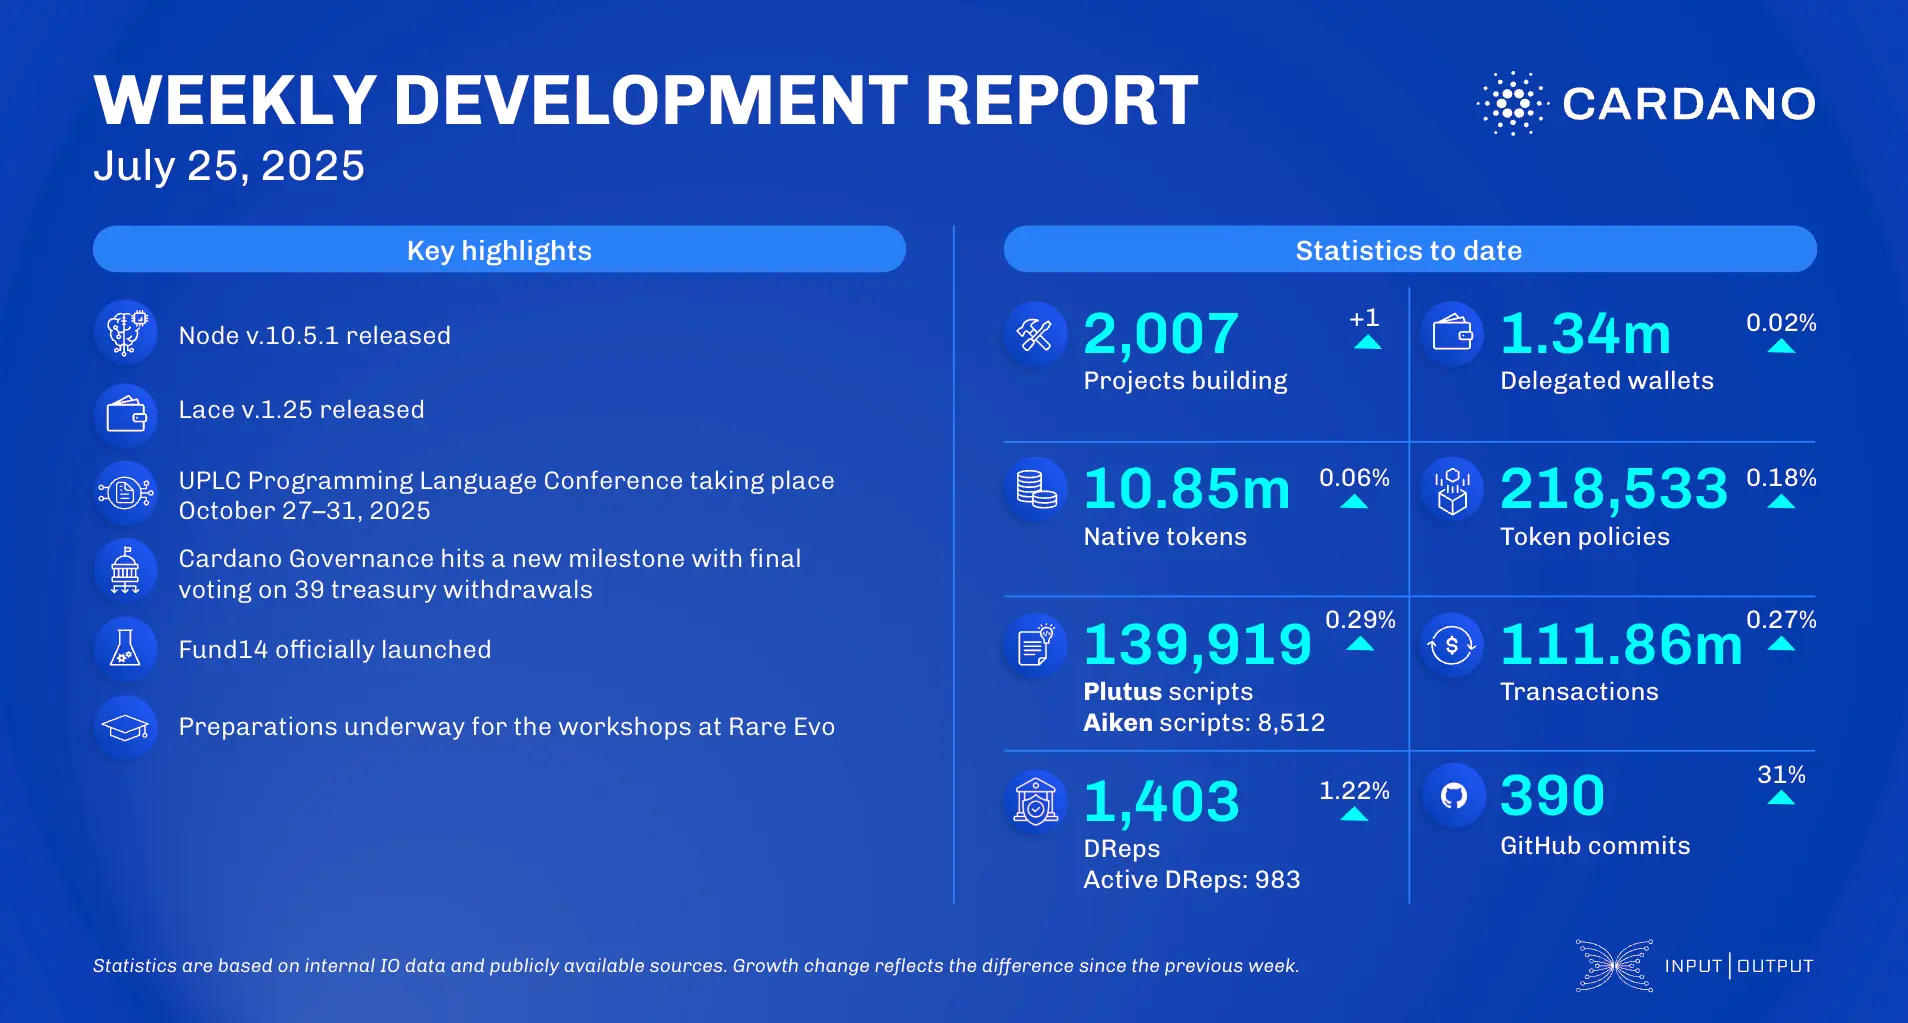 WEEKLY DEVELOPMENT REPORT
July 25, 2025
CARDANO
Key highlights
Node v.10.5.1 released
Lace v.1.25 released
UPLC Programming Language Conference taking place
October 27–31, 2025
Cardano Governance hits a new milestone with final
voting on 39 treasury withdrawals
Fund14 officially launched
Preparations underway for the workshops at Rare Evo
Statistics to date
2,007
+1
Projects building
1.34m
0.02%
Delegated wallets
10.85m
0.06%
Native tokens
218,533
0.18%
Token policies
139,919
0.29%
Plutus scripts
Aiken scripts: 8,512
$
111.86m
0.27%
Transactions
1,403
1.22%
DReps
Active DReps: 983
390
31%
GitHub commits
Statistics are based on internal IO data and publicly available sources. Growth change reflects the difference since the previous week.
INPUT | OUTPUT